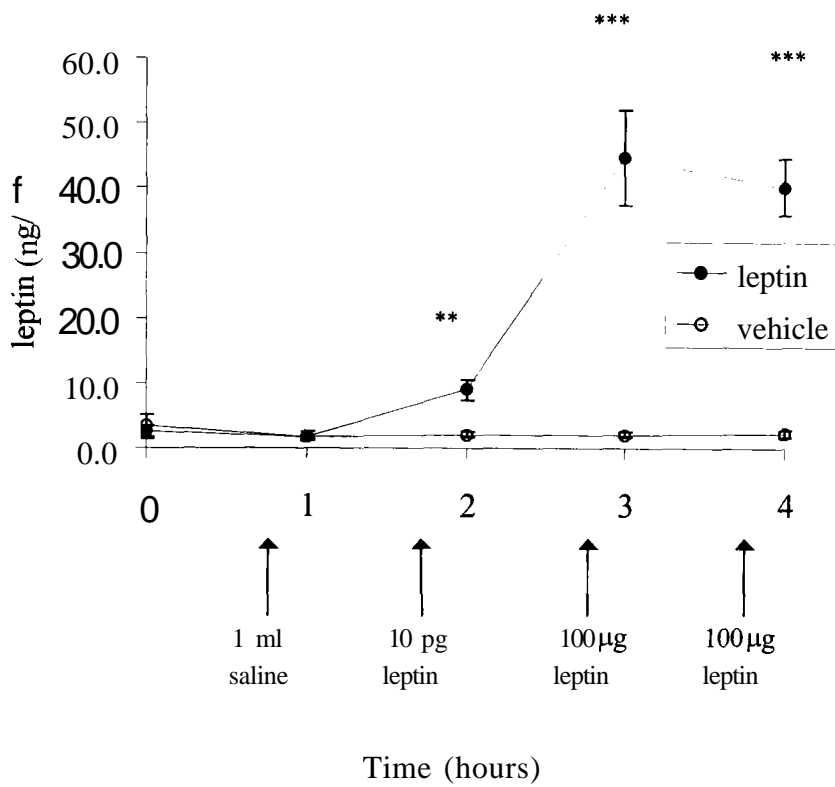 ***
***
60.0
50.0
f
40.0
leptin (ng/
30.0
leptin
**
20.0
vehicle
10.0
0.0
0 1 2 3 4
1 ml 10 pg 100μg 100μg
saline leptin leptin leptin
Time (hours)